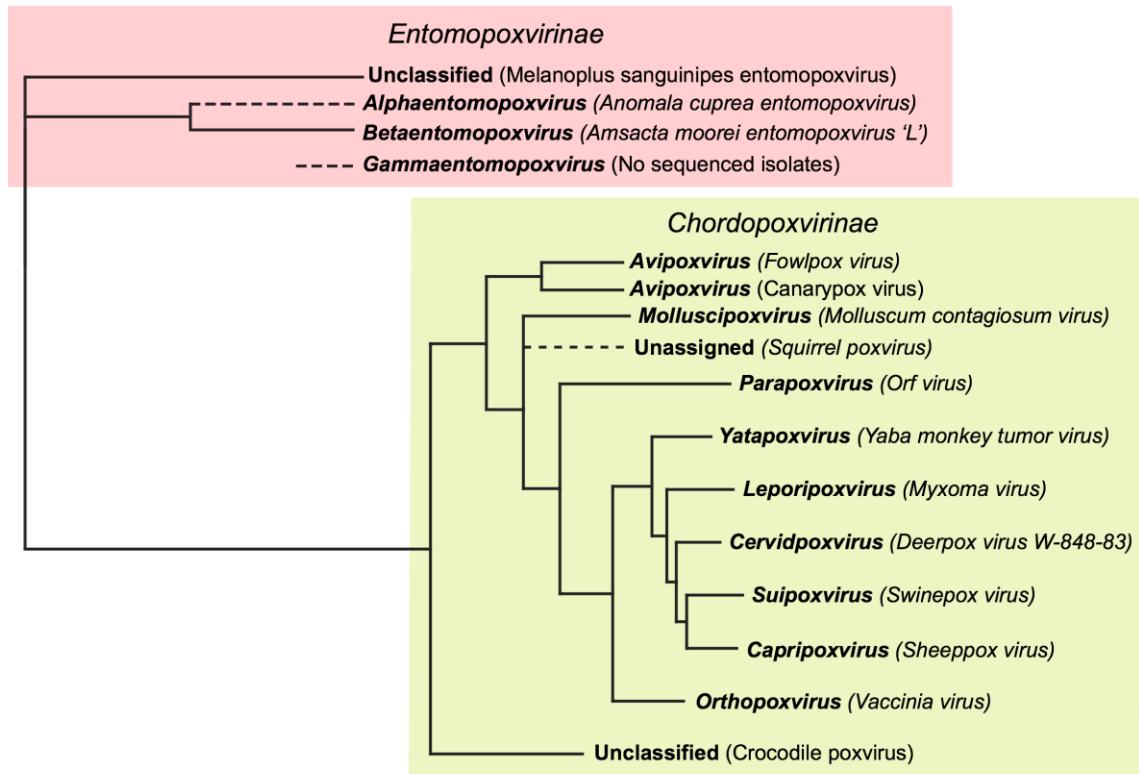 Entomopoxvirinae
Unclassified (Melanoplus sanguinipes entomopoxvirus)
Alphaentomopoxvirus (Anomala cuprea entomopoxvirus)
Betaentomopoxvirus (Amsacta moorei entomopoxvirus ‘L’)
Gammaentomopoxvirus (No sequenced isolates)
Chordopoxvirinae
Avipoxvirus (Fowlpox virus)
Avipoxvirus (Canarypox virus)
Molluscipoxvirus (Molluscum contagiosum virus)
Unassigned (Squirrel poxvirus)
Parapoxvirus (Orf virus)
Yatapoxvirus (Yaba monkey tumor virus)
Leporipoxvirus (Myxoma virus)
Cervidpoxvirus (Deerpox virus W-848-83)
Suipoxvirus (Swinepox virus)
Capripoxvirus (Sheeppox virus)
Orthopoxvirus (Vaccinia virus)
Unclassified (Crocodile poxvirus)